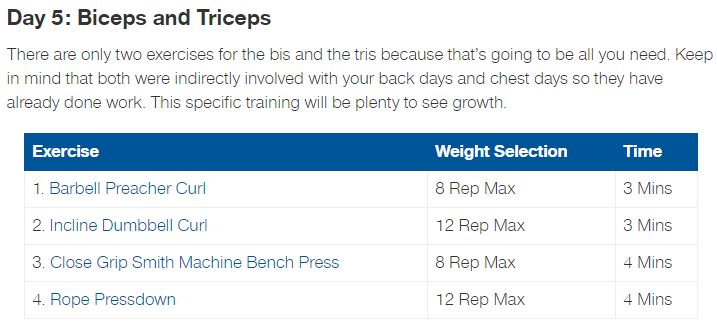 Day 5: Biceps and Triceps
There are only two exercises for the bis and the tris because that's going to be all you need. Keep
in mind that both were indirectly involved with your back days and chest days so they have
already done work. This specific training will be plenty to see growth.
Exercise Weight Selection Time
1. Barbell Preacher Curl 8 Rep Max 3 Mins
2. Incline Dumbbell Curl 12 Rep Max 3 Mins
3. Close Grip Smith Machine Bench Press 8 Rep Max 4 Mins
4. Rope Pressdown 12 Rep Max 4 Mins